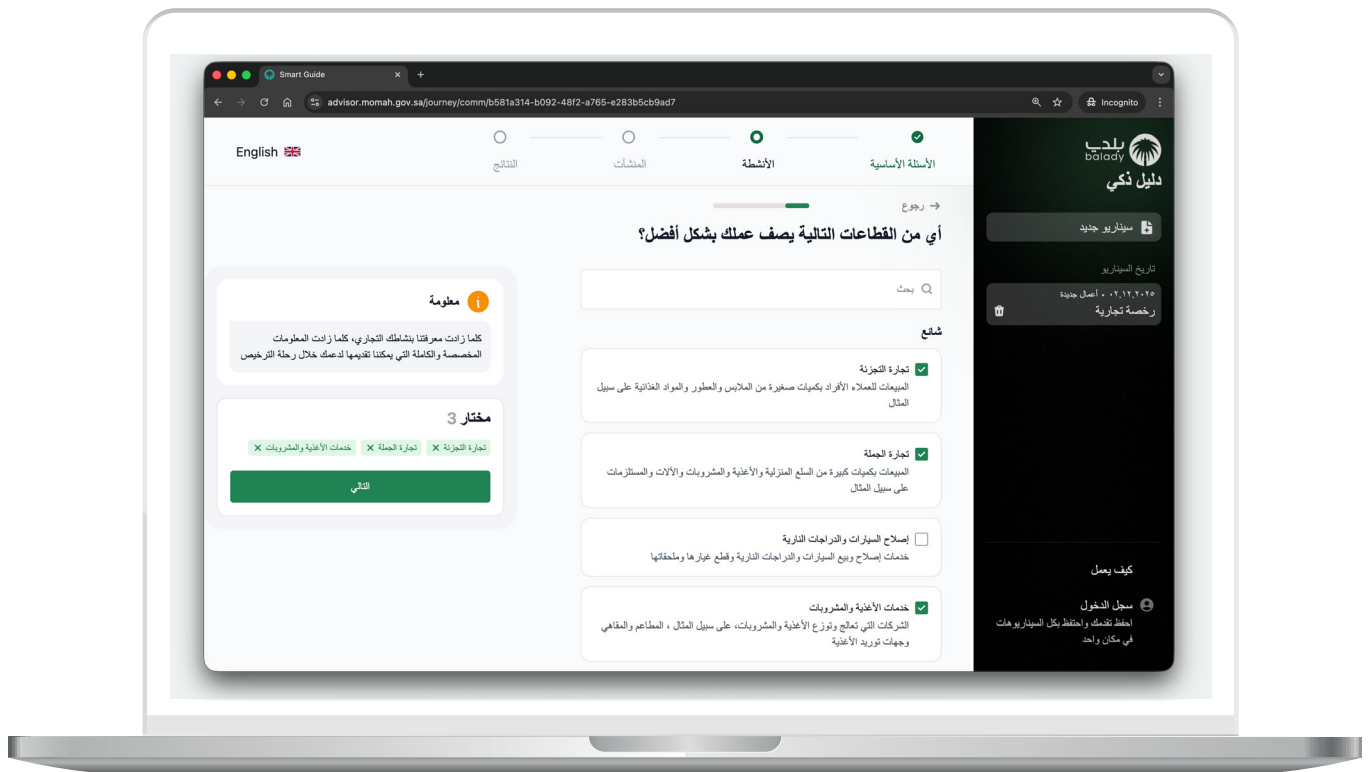 Smart Guide
advisor.momah.gov.sa/journey/comm/b581a314-b092-48f2-a765-e283b5cb9ad7
Incognito
بلدي
balady
دليل ذكي
سيناريو جديد
تاريخ السيناريو
٠٢,١٢,٢٠٢٥ • أعمال جديدة
رخصة تجارية
كيف يعمل
سجل الدخول
احفظ تقدمك واحتفظ بكل السيناريوهات
في مكان واحد
الأسئلة الأساسية
الأنشطة
المنشآت
النتائج
English
رجوع
أي من القطاعات التالية يصف عملك بشكل أفضل؟
بحث
شائع
تجارة التجزئة
المبيعات للعملاء الأفراد بكميات صغيرة من الملابس والعطور والمواد الغذائية على سبيل
المثال
تجارة الجملة
المبيعات بكميات كبيرة من السلع المنزلية والأغذية والمشروبات والآلات والمستلزمات
على سبيل المثال
إصلاح السيارات والدراجات النارية
خدمات إصلاح وبيع السيارات والدراجات النارية وقطع غيارها وملحقاتها
خدمات الأغذية والمشروبات
الشركات التي تعالج وتوزع الأغذية والمشروبات، على سبيل المثال ، المطاعم والمقاهي
وجهات توريد الأغذية
معلومة
كلما زادت معرفتنا بنشاطك التجاري، كلما زادت المعلومات
المخصصة والكاملة التي يمكننا تقديمها لدعمك خلال رحلة الترخيص
مختار 3
تجارة التجزئة تجارة الجملة خدمات الأغذية والمشروبات
التالي